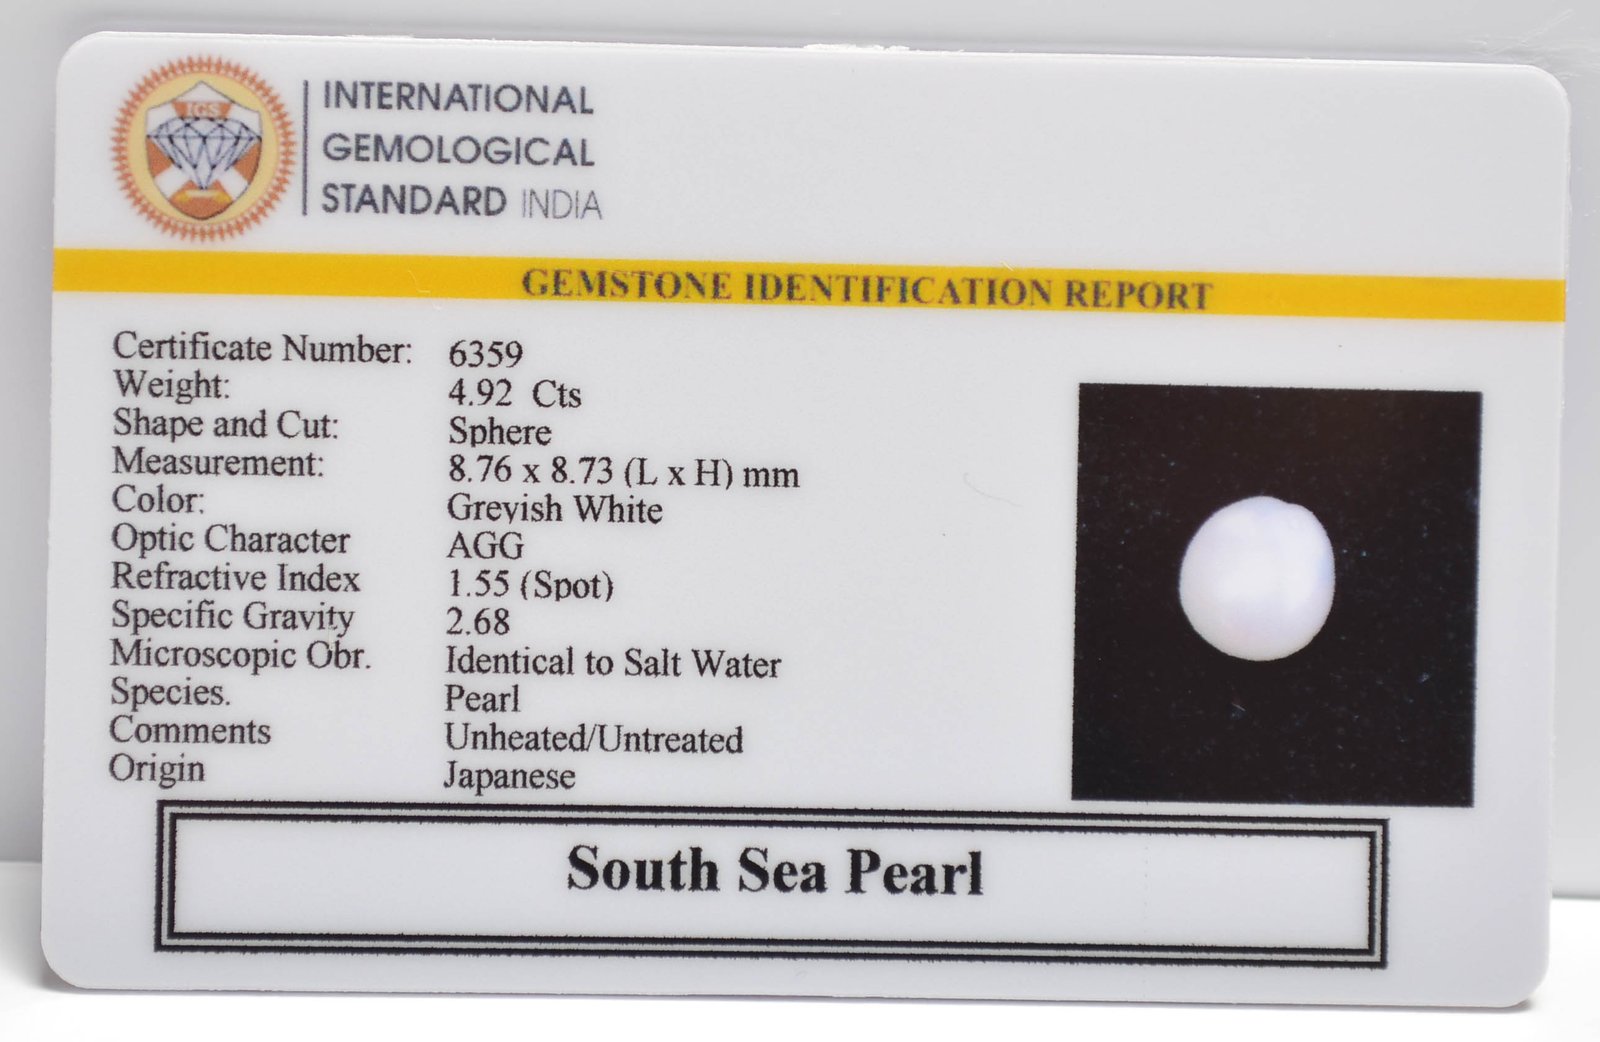 IGS
INTERNATIONAL
GEMOLOGICAL
STANDARD INDIA
GEMSTONE IDENTIFICATION REPORT
Certificate Number: 6359
Weight: 4.92 Cts
Shape and Cut: Sphere
Measurement: 8.76 x 8.73 (L x H) mm
Color: Greyish White
Optic Character AGG
Refractive Index 1.55 (Spot)
Specific Gravity 2.68
Microscopic Obr. Identical to Salt Water
Species. Pearl
Comments Unheated/Untreated
Origin Japanese
South Sea Pearl